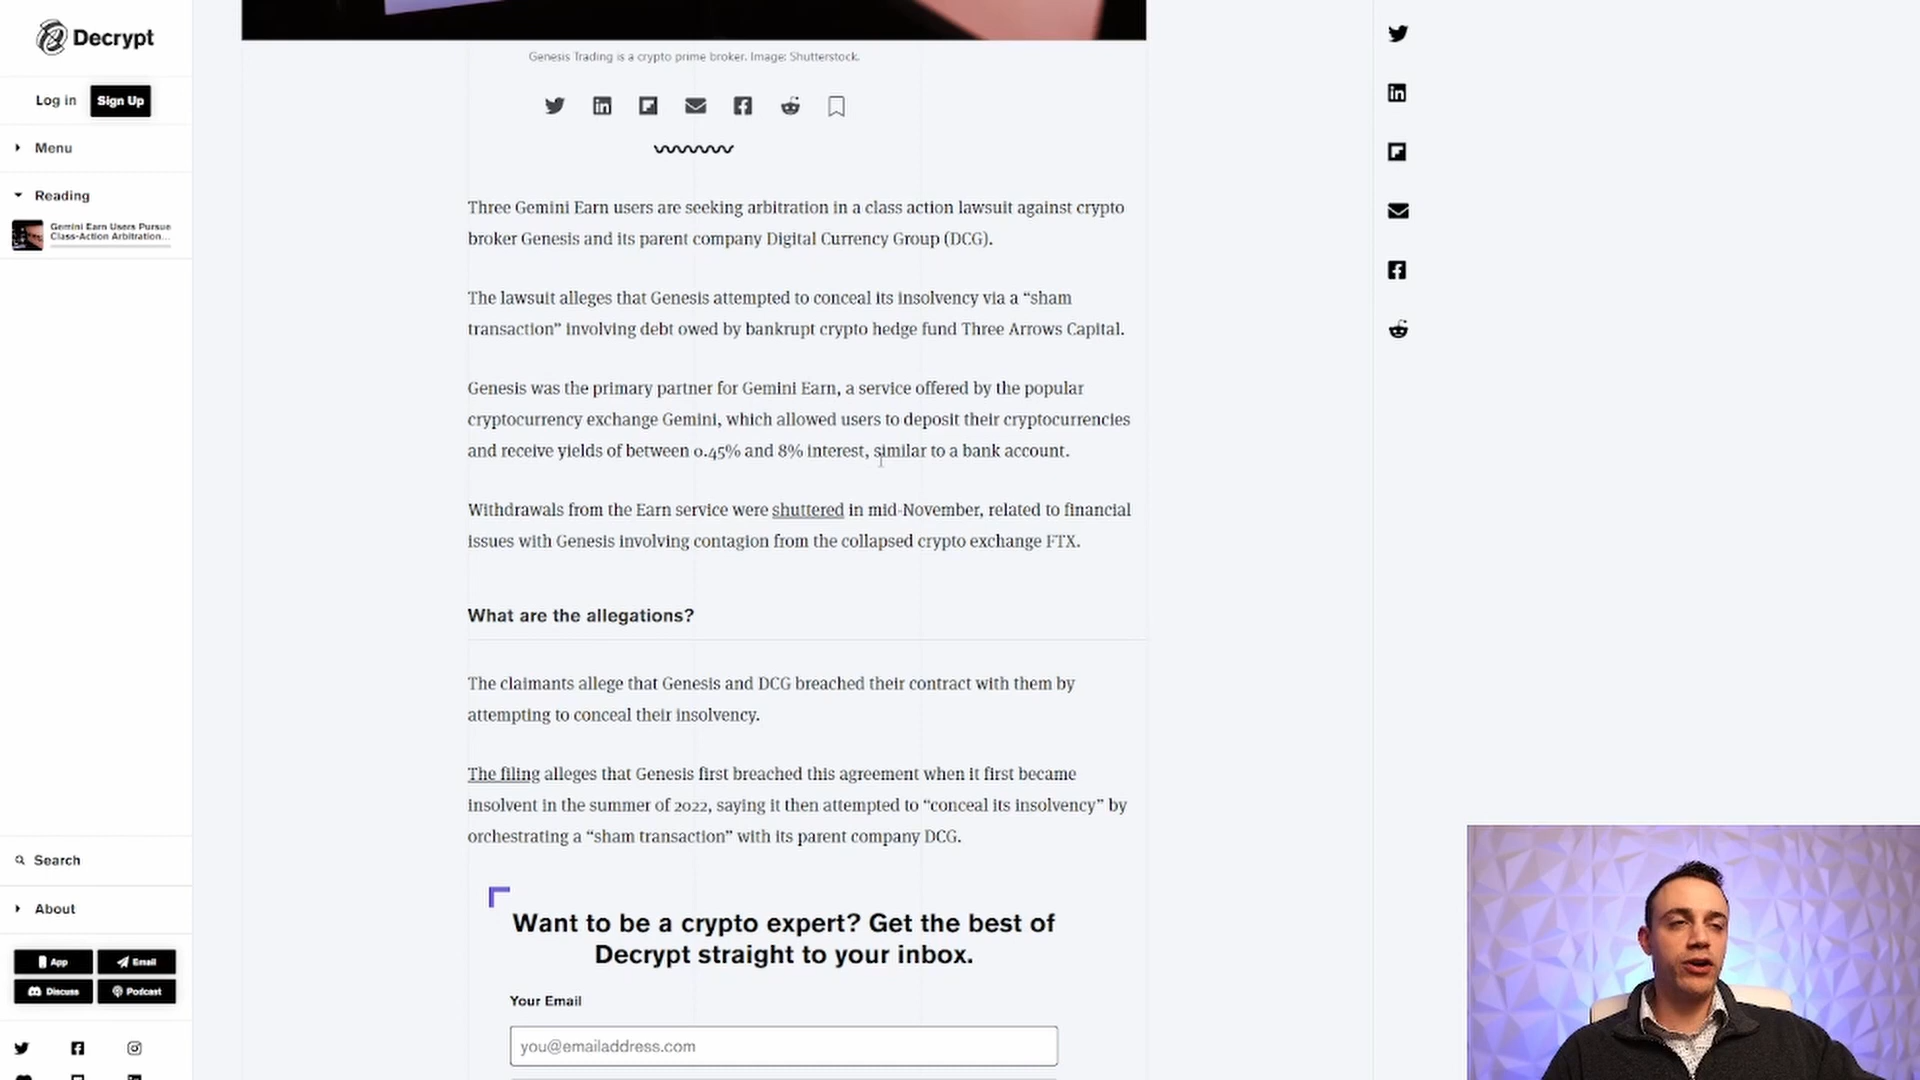 Decrypt
Log in
Sign Up
Menu
Reading
Gemini Earn Users Pursue
Class-Action Arbitration...
Search
About
App
Email
Discuss
Podcast
Genesis Trading is a crypto prime broker. Image: Shutterstock.
Three Gemini Earn users are seeking arbitration in a class action lawsuit against crypto
broker Genesis and its parent company Digital Currency Group (DCG).
The lawsuit alleges that Genesis attempted to conceal its insolvency via a “sham
transaction” involving debt owed by bankrupt crypto hedge fund Three Arrows Capital.
Genesis was the primary partner for Gemini Earn, a service offered by the popular
cryptocurrency exchange Gemini, which allowed users to deposit their cryptocurrencies
and receive yields of between 0.45% and 8% interest, similar to a bank account.
Withdrawals from the Earn service were shuttered in mid-November, related to financial
issues with Genesis involving contagion from the collapsed crypto exchange FTX.
What are the allegations?
The claimants allege that Genesis and DCG breached their contract with them by
attempting to conceal their insolvency.
The filing alleges that Genesis first breached this agreement when it first became
insolvent in the summer of 2022, saying it then attempted to “conceal its insolvency” by
orchestrating a “sham transaction” with its parent company DCG.
Want to be a crypto expert? Get the best of
Decrypt straight to your inbox.
Your Email
you@emailaddress.com